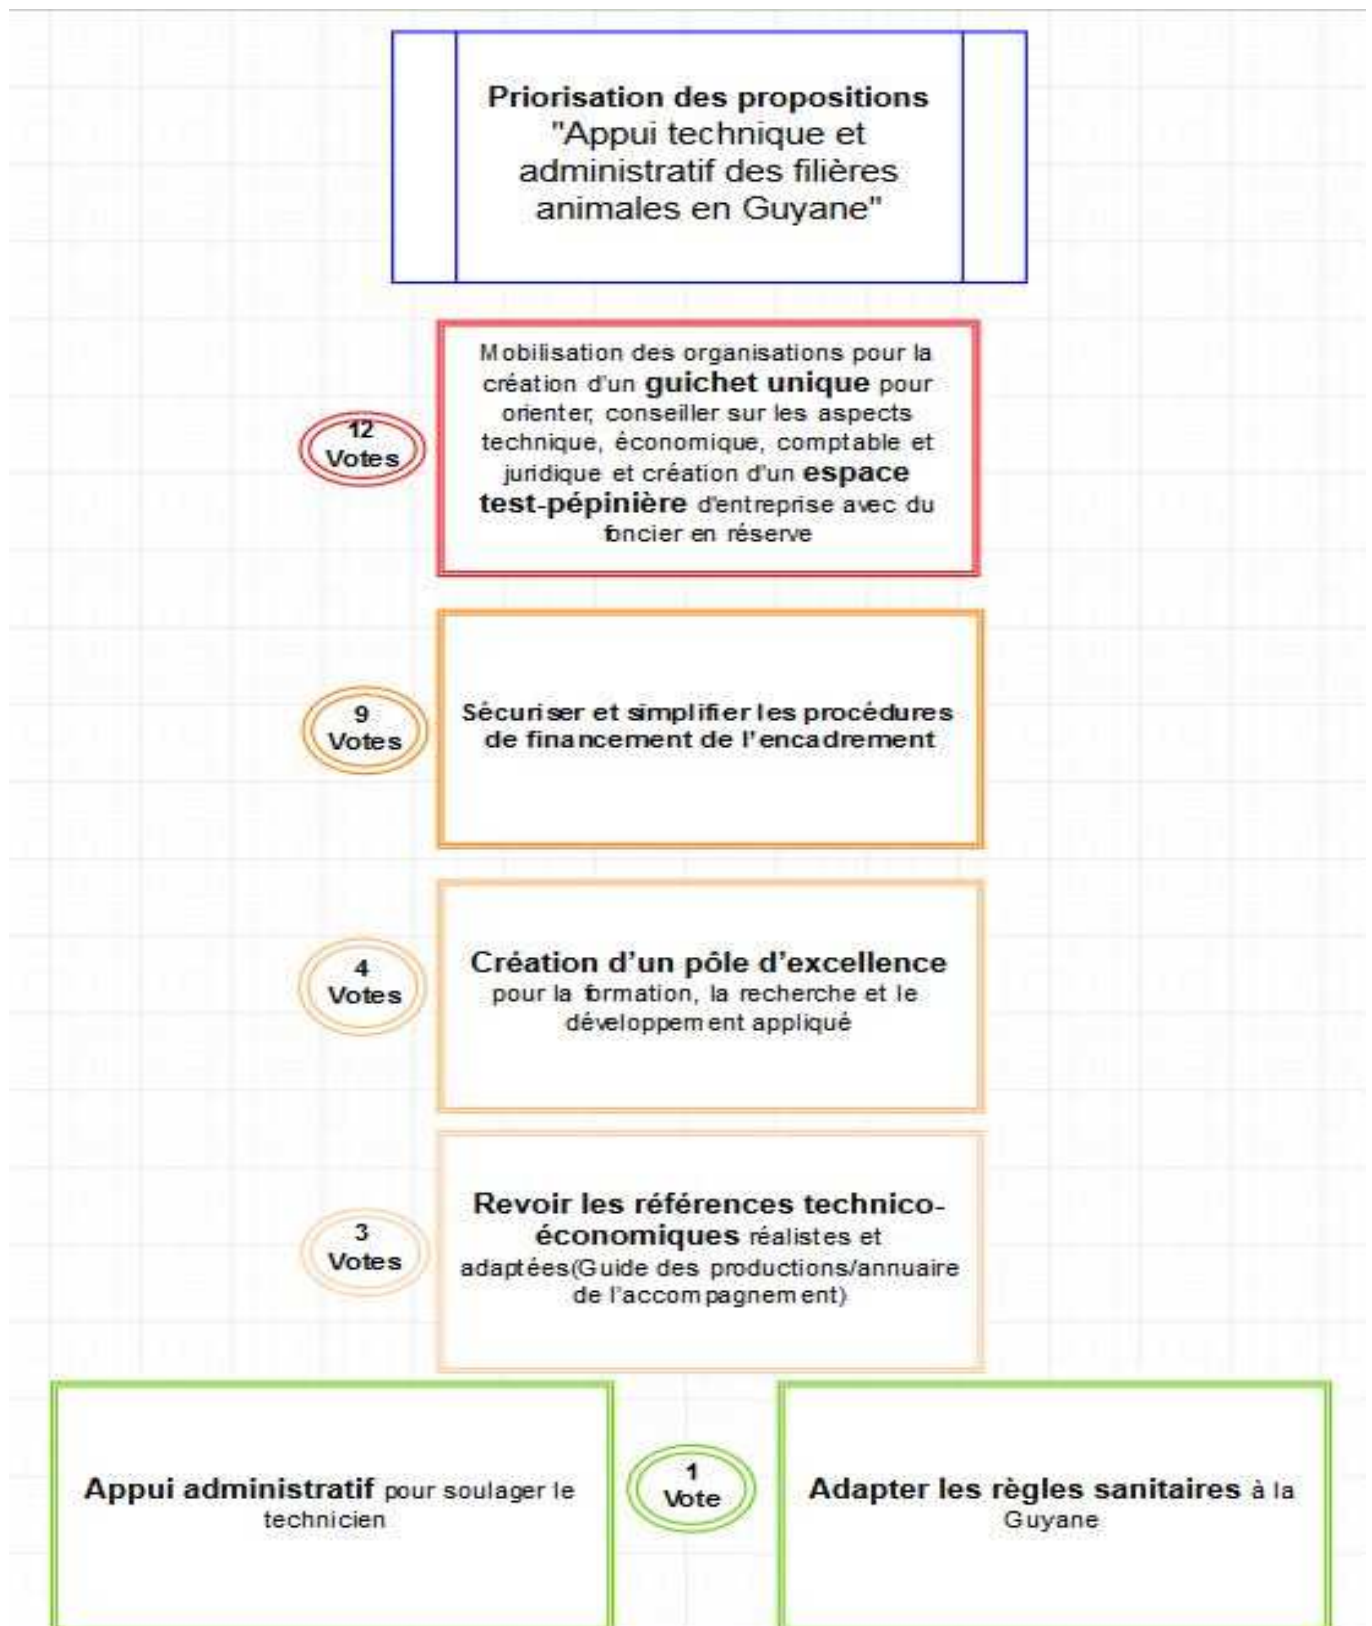 Priorisation des propositions
"Appui technique et
administratif des filières
animales en Guyane"
12
Votes
Mobilisation des organisations pour la
création d'un guichet unique pour
orienter, conseiller sur les aspects
technique, économique, comptable et
juridique et création d'un espace
test-pépinière d'entreprise avec du
foncier en réserve
9
Votes
Sécuriser et simplifier les procédures
de financement de l'encadrement
4
Votes
Création d’un pôle d’excellence
pour la formation, la recherche et le
développement appliqué
3
Votes
Revoir les références technico-
économiques réalistes et
adaptées(Guide des productions/annuaire
de l'accompagnement)
Appui administratif pour soulager le
technicien
1
Vote
Adapter les règles sanitaires à la
Guyane